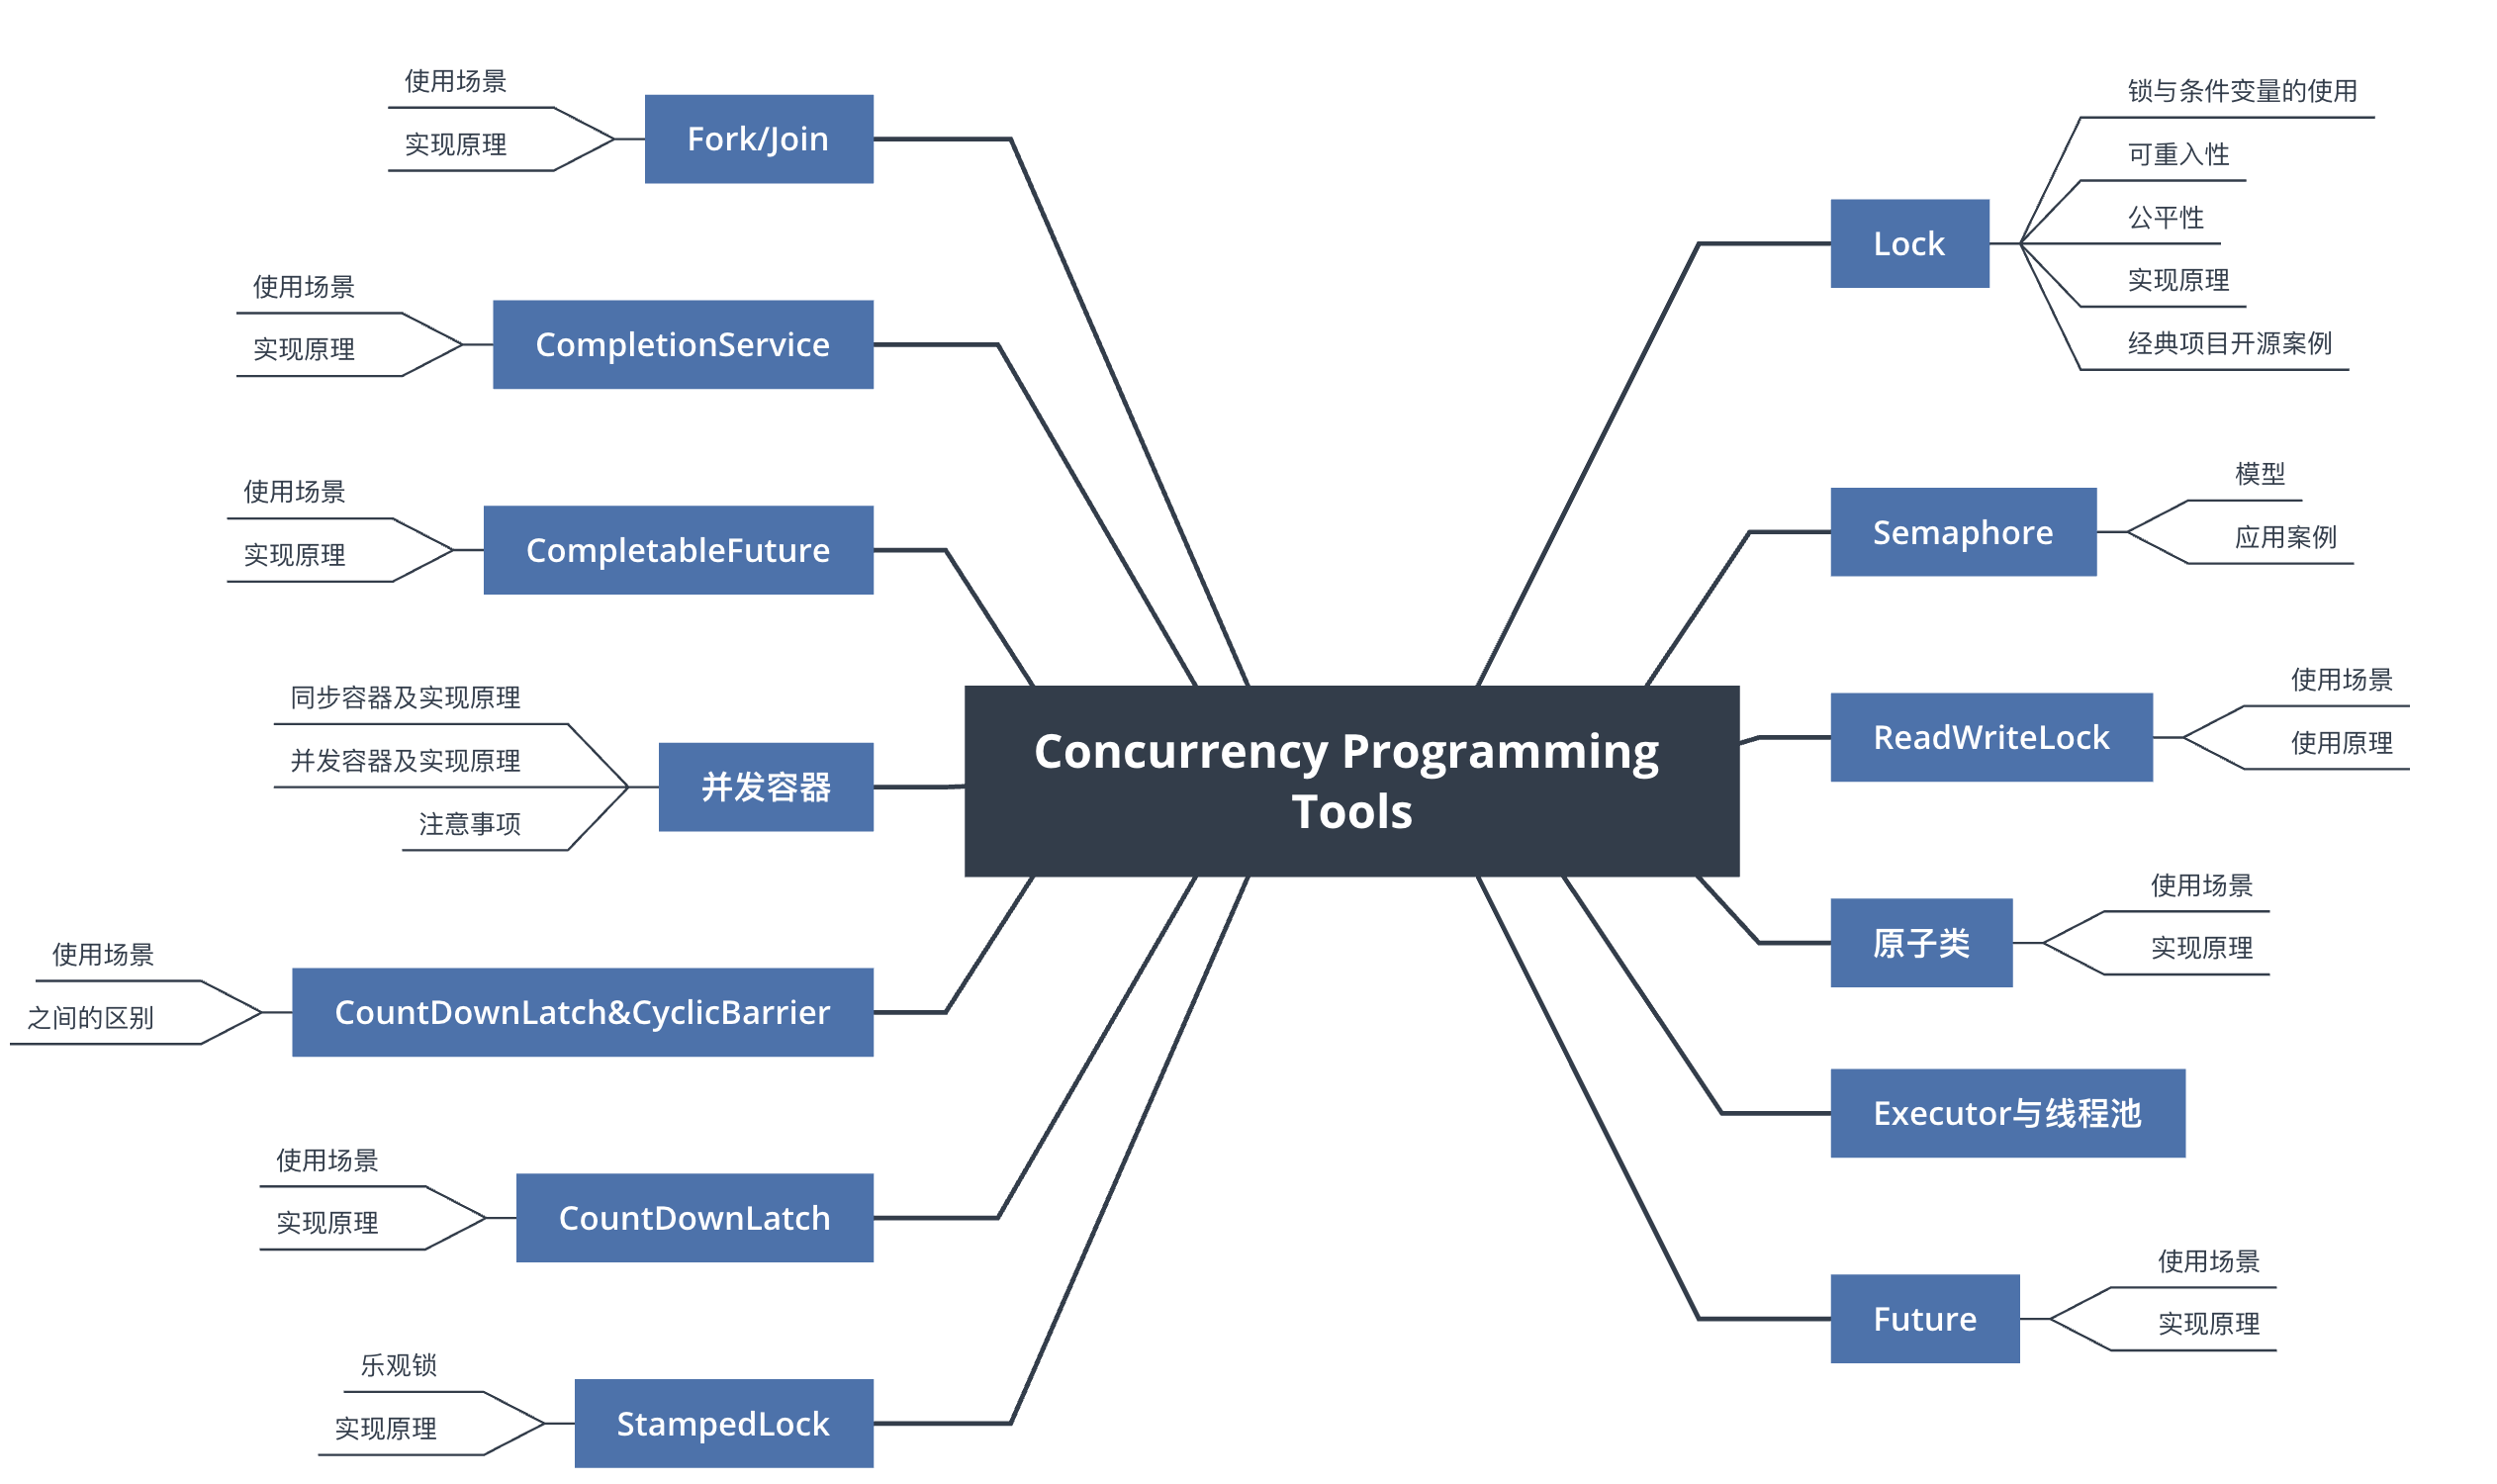 Concurrency Programming
Tools
Lock
锁与条件变量的使用
可重入性
公平性
实现原理
经典项目开源案例
Semaphore
模型
应用案例
ReadWriteLock
使用场景
使用原理
原子类
使用场景
实现原理
Executor与线程池
Future
使用场景
实现原理
Fork/Join
使用场景
实现原理
CompletionService
使用场景
实现原理
CompletableFuture
使用场景
实现原理
并发容器
同步容器及实现原理
并发容器及实现原理
注意事项
CountDownLatch&CyclicBarrier
使用场景
之间的区别
CountDownLatch
使用场景
实现原理
StampedLock
乐观锁
实现原理